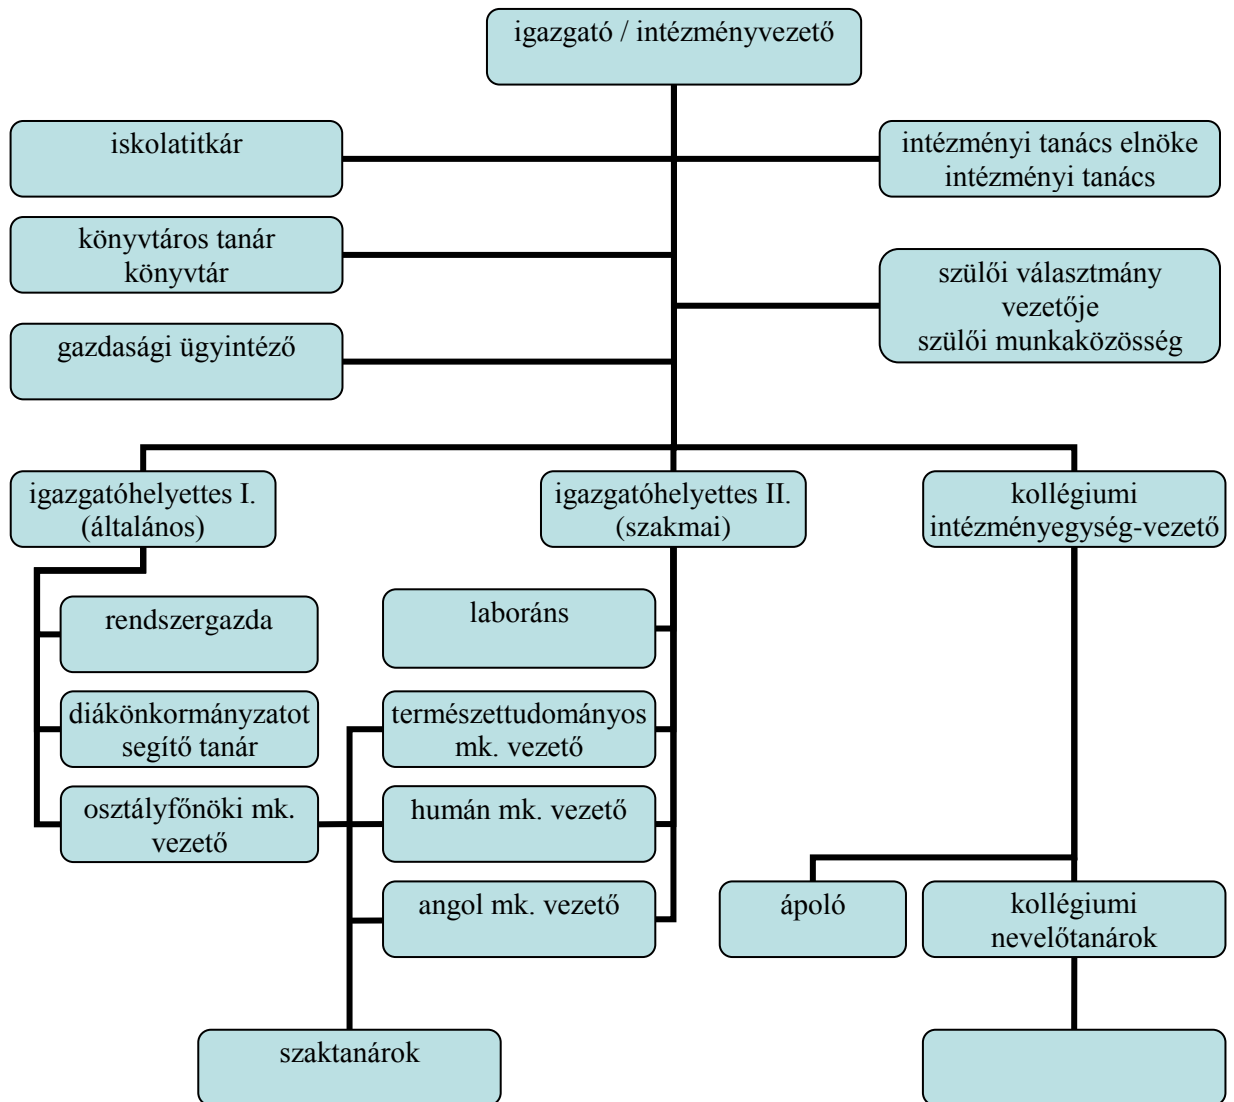 igazgató / intézményvezető
iskolatitkár
intézményi tanács elnöke
intézményi tanács
könyvtáros tanár
könyvtár
szülői választmány
vezetője
szülői munkaközösség
gazdasági ügyintéző
igazgatóhelyettes I.
(általános)
igazgatóhelyettes II.
(szakmai)
kollégiumi
intézményegység-vezető
rendszergazda
laboráns
diákönkormányzatot
segítő tanár
természettudományos
mk. vezető
osztályfőnöki mk.
vezető
humán mk. vezető
angol mk. vezető
ápoló
kollégiumi
nevelőtanárok
szaktanárok